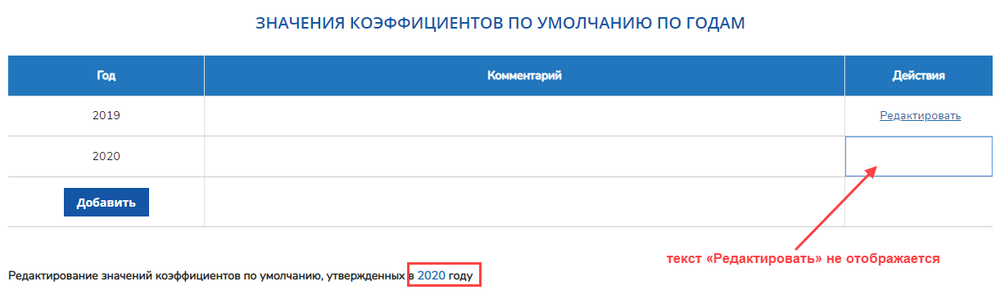 ЗНАЧЕНИЯ КОЭФФИЦИЕНТОВ ПО УМОЛЧАНИЮ ПО ГОДАМ
Год Комментарий Действия
2019 Редактировать
2020
Добавить
текст «Редактировать» не отображается
Редактирование значений коэффициентов по умолчанию, утвержденных в 2020 году